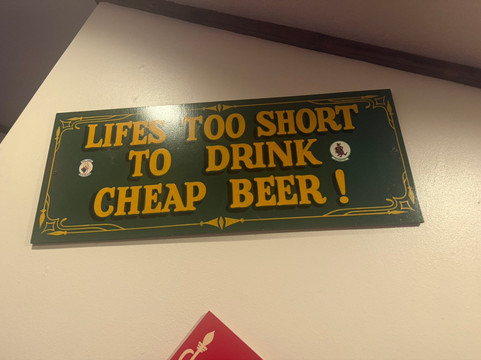 LIFES TOO SHORT
TO DRINK
CHEAP BEER!